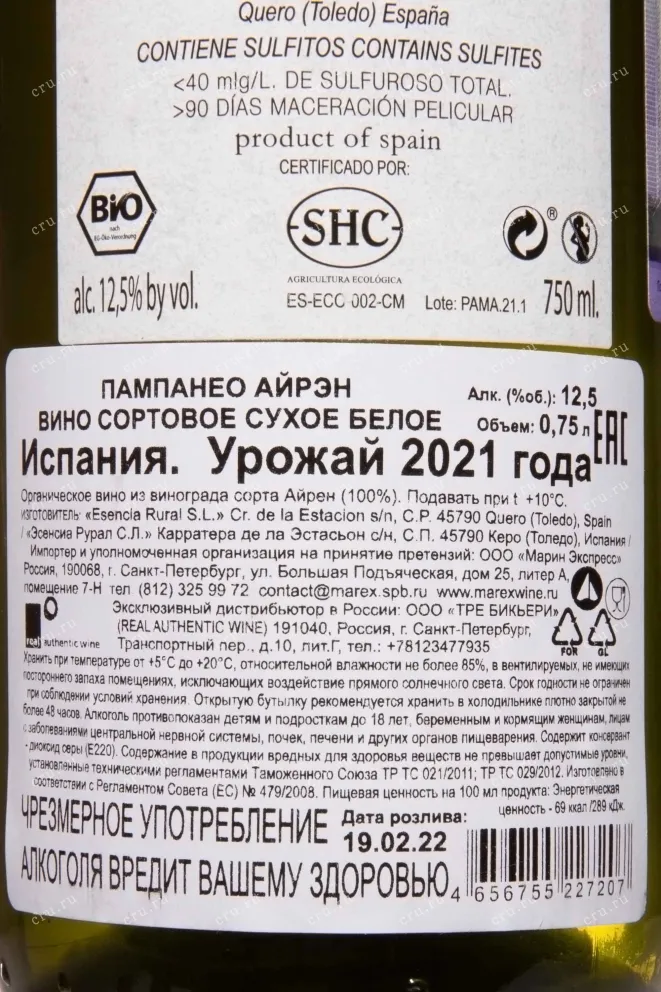 Quero (Toledo) España
CONTIENE SULFITOS CONTAINS SULFITES
<40 mlg/L. DE SULFUROSO TOTAL.
>90 DÍAS MACERACIÓN PELICULAR
product of spain
CERTIFICADO POR:
BIO
nach
EG-Öko-Verordnung
SHC
®
AGRICULTURA ECOLÓGICA
alc. 12,5% by vol.
ES-ECO 002-CM
Lote: PAMA.21.1
750 ml.
ПАМПАНЕО АЙРЭН
Алк. (%об.): 12,5
ВИНО СОРТОВОЕ СУХОЕ БЕЛОЕ
Объем: 0,75 л
EAC
Испания. Урожай 2021 года
Органическое вино из винограда сорта Айрен (100%). Подавать при t +10°C.
изготовитель «Esencia Rural S.L.» Cr. de la Estacion s/n, C.P. 45790 Quero (Toledo), Spain
/ «Эсенсиа Рурал С.Л.» Карратера де ла Эстасьон с/н, С.П. 45790 Керо (Толедо), Испания /
Импортер и уполномоченная организация на принятие претензий: ООО «Марин Экспресс»
Россия, 190068, г. Санкт-Петербург, ул. Большая Подъяческая, дом 25, литер А,
помещение 7-Н тел (812) 325 99 72 contact@marex.spb.ru www.marexwine.ru
Эксклюзивный дистрибьютор в России: ООО «ТРЕ БИКЬЕРИ»
(REAL AUTHENTIC WINE) 191040, Россия, г. Санкт-Петербург,
real authentic wine
Транспортный пер., д.10, лит.Г, тел.: +78123477935
FOR
GL
Хранить при температуре от +5°C до +20°C, относительной влажности не более 85%, в вентилируемых, не имеющих
постороннего запаха помещениях, исключающих воздействие прямого солнечного света. Срок годности не ограничен
при соблюдении условий хранения. Открытую бутылку рекомендуется хранить в холодильнике плотно закрытой не
более 48 часов. Алкоголь противопоказан детям и подросткам до 18 лет, беременным и кормящим женщинам, лицам
с заболеваниями центральной нервной системы, почек, печени и других органов пищеварения. Содержит консервант
- диоксид серы (Е220). Содержание в продукции вредных для здоровья веществ не превышает допустимые уровни,
установленные техническими регламентами Таможенного Союза ТР ТС 021/2011; ТР ТС 029/2012. Изготовлено в
соответствии с Регламентом Совета (ЕС) № 479/2008. Пищевая ценность на 100 мл продукта: Энергетическая
ценность - 69 ккал /289 кДж.
ЧРЕЗМЕРНОЕ УПОТРЕБЛЕНИЕ
АЛКОГОЛЯ ВРЕДИТ ВАШЕМУ ЗДОРОВЬЮ
Дата розлива:
19.02.22
4 656755 227207